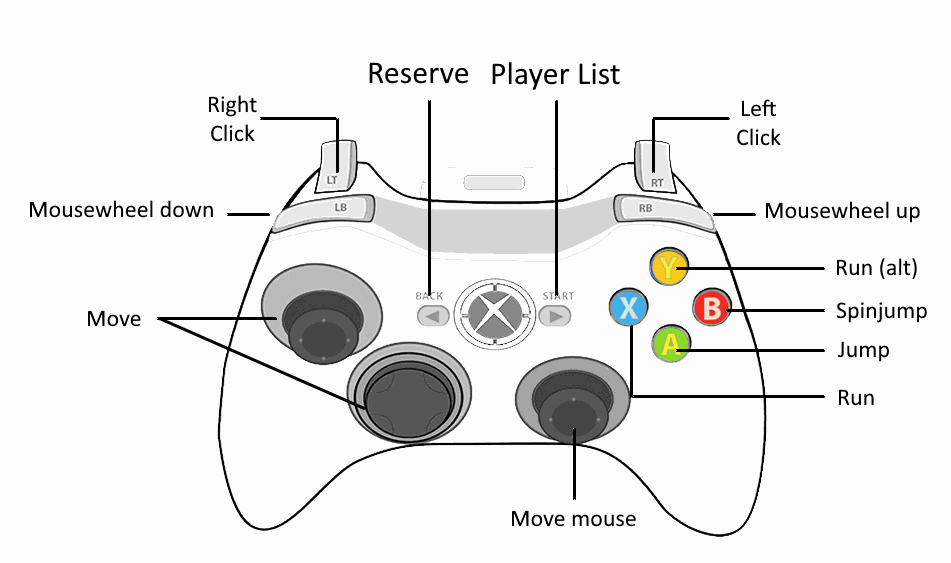 Reserve
Player List
Right
Click
Left
Click
LT
RT
Mousewheel down
LB
RB
Mousewheel up
Y
Run (alt)
BACK
START
X
B
Spinjump
Move
A
Jump
Run
Move mouse